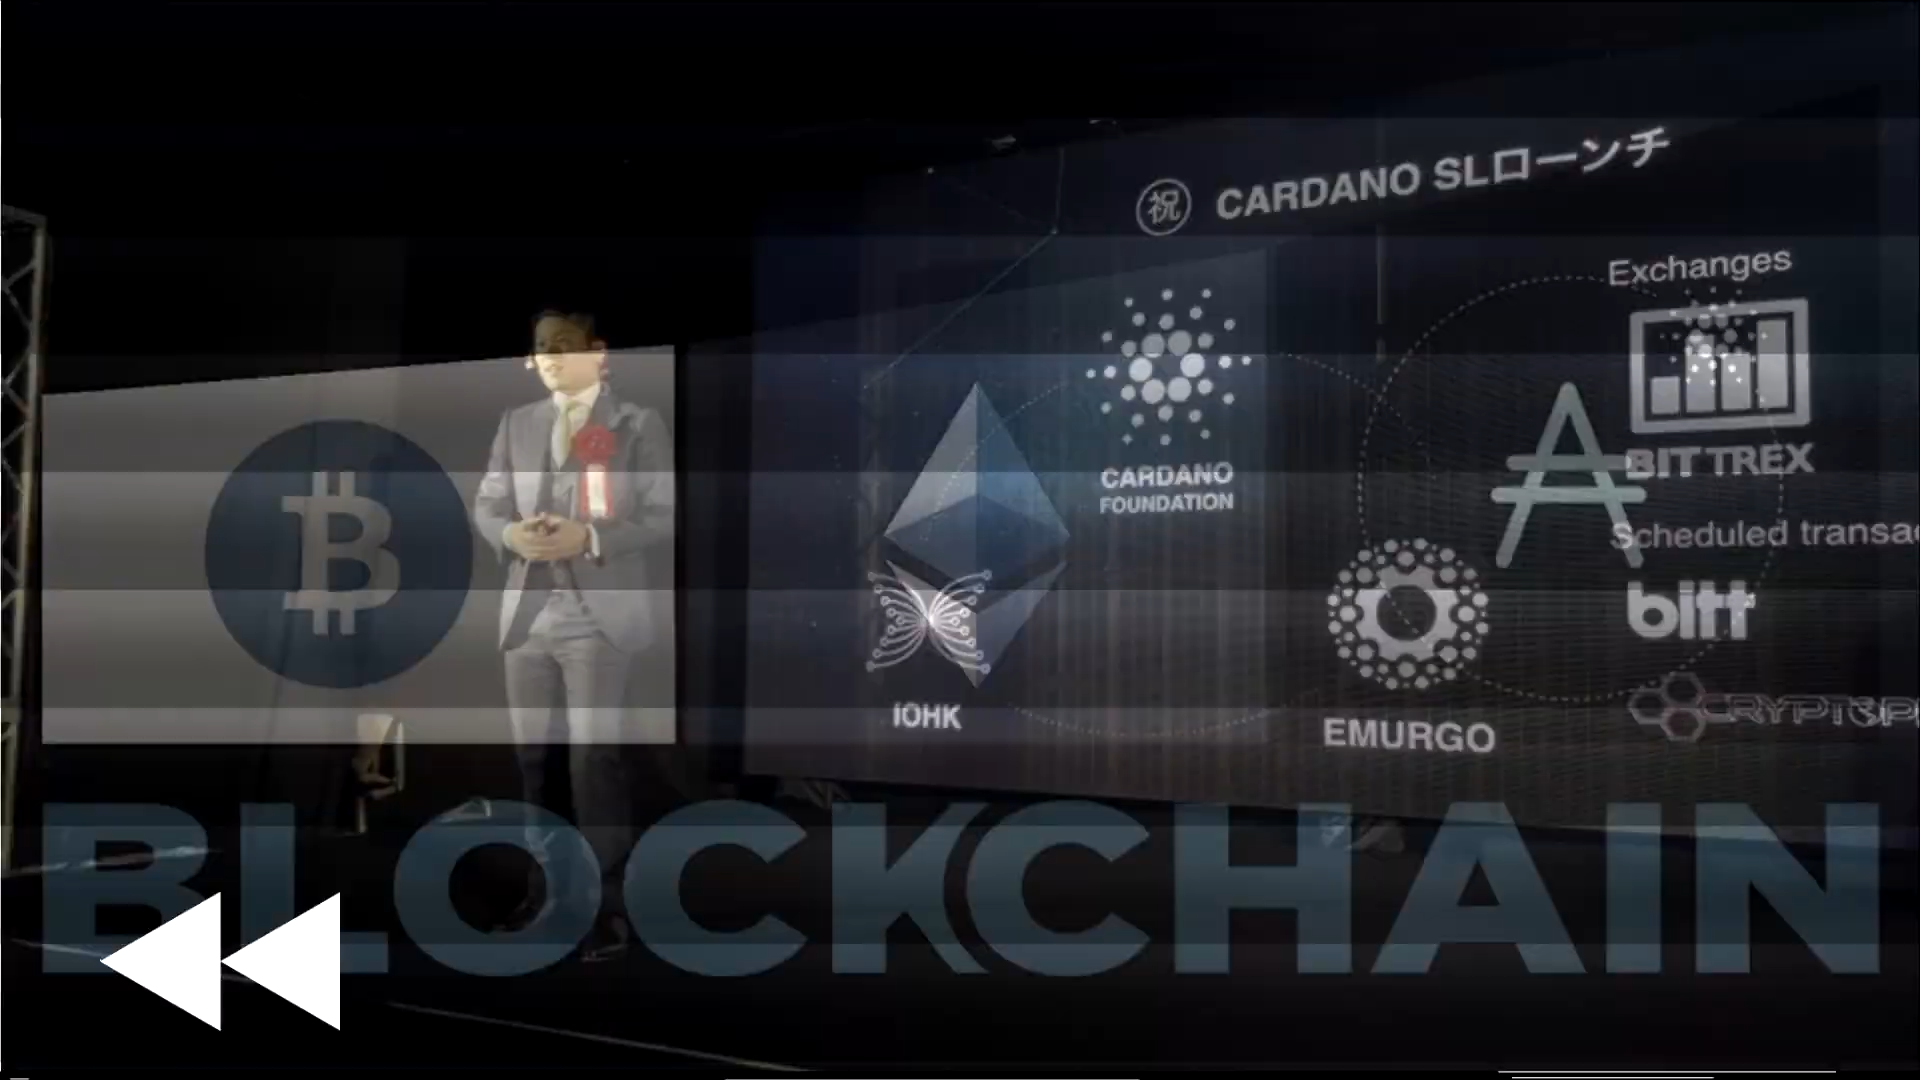 祝 CARDANO SLローンチ
Exchanges
BITTREX
CARDANO
FOUNDATION
Scheduled transac
bitt
IOHK
EMURGO
BLOCKCHAIN